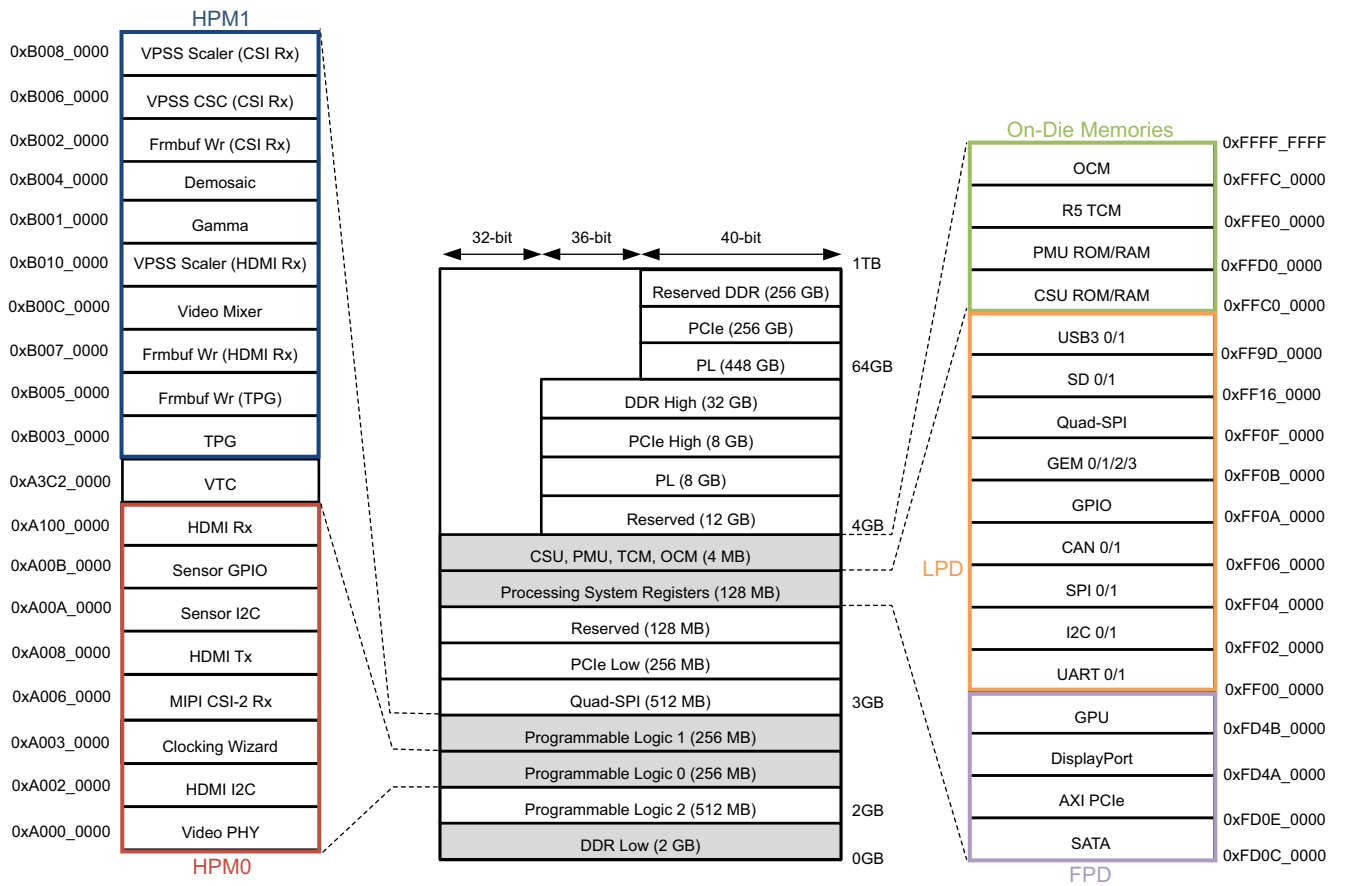 HPM1
0xB008_0000 VPSS Scaler (CSI Rx)
0xB006_0000 VPSS CSC (CSI Rx)
0xB002_0000 Frmbuf Wr (CSI Rx)
0xB004_0000 Demosaic
0xB001_0000 Gamma
0xB010_0000 VPSS Scaler (HDMI Rx)
0xB00C_0000 Video Mixer
0xB007_0000 Frmbuf Wr (HDMI Rx)
0xB005_0000 Frmbuf Wr (TPG)
0xB003_0000 TPG
0xA3C2_0000 VTC
0xA100_0000 HDMI Rx
0xA00B_0000 Sensor GPIO
0xA00A_0000 Sensor I2C
0xA008_0000 HDMI Tx
0xA006_0000 MIPI CSI-2 Rx
0xA003_0000 Clocking Wizard
0xA002_0000 HDMI I2C
0xA000_0000 Video PHY
HPM0
32-bit 36-bit 40-bit
1TB
Reserved DDR (256 GB)
PCIe (256 GB)
PL (448 GB) 64GB
DDR High (32 GB)
PCIe High (8 GB)
PL (8 GB)
Reserved (12 GB) 4GB
CSU, PMU, TCM, OCM (4 MB)
Processing System Registers (128 MB)
Reserved (128 MB)
PCIe Low (256 MB)
Quad-SPI (512 MB) 3GB
Programmable Logic 1 (256 MB)
Programmable Logic 0 (256 MB)
Programmable Logic 2 (512 MB) 2GB
DDR Low (2 GB) 0GB
On-Die Memories
0xFFFF_FFFF
OCM 0xFFFC_0000
R5 TCM 0xFFE0_0000
PMU ROM/RAM 0xFFD0_0000
CSU ROM/RAM 0xFFC0_0000
USB3 0/1 0xFF9D_0000
SD 0/1 0xFF16_0000
Quad-SPI 0xFF0F_0000
GEM 0/1/2/3 0xFF0B_0000
GPIO 0xFF0A_0000
CAN 0/1 0xFF06_0000
LPD
SPI 0/1 0xFF04_0000
I2C 0/1 0xFF02_0000
UART 0/1 0xFF00_0000
GPU 0xFD4B_0000
DisplayPort 0xFD4A_0000
AXI PCIe 0xFD0E_0000
SATA 0xFD0C_0000
FPD